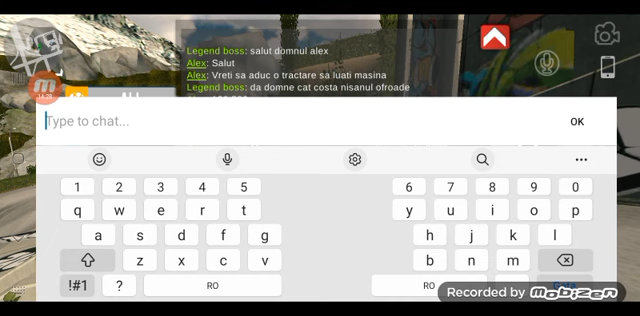 Legend boss: salut domnul alex
Alex: Salut
Alex: Vreti sa aduc o tractare sa luati masina
Legend boss: da domne cat costa nisanul ofroade
Type to chat...
OK
1 2 3 4 5 6 7 8 9 0
q w e r t y u i o p
a s d f g h j k l
z x c v b n m
!#1 ? RO RO
Recorded by mobizen